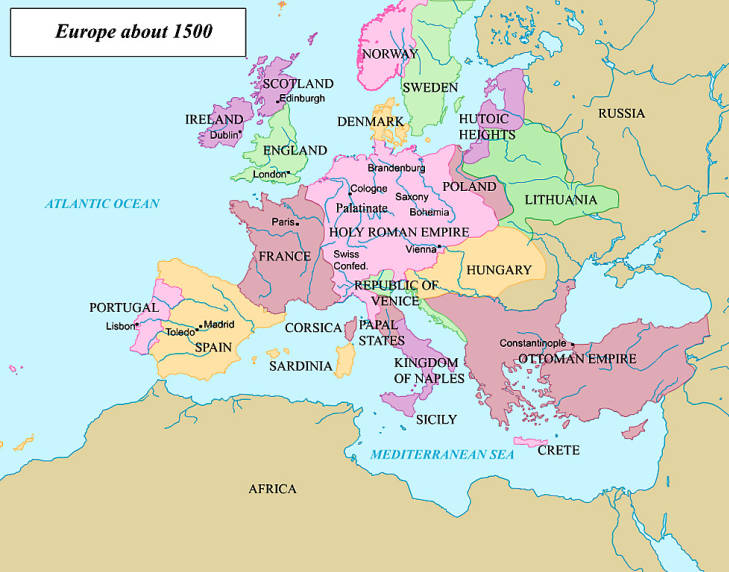 Europe about 1500
NORWAY
SWEDEN
SCOTLAND
Edinburgh
IRELAND
Dublin
DENMARK
HUTOIC
HEIGHTS
RUSSIA
ENGLAND
London
Brandenburg
Cologne
Saxony
POLAND
LITHUANIA
ATLANTIC OCEAN
Palatinate
Bohemia
Paris
HOLY ROMAN EMPIRE
FRANCE
Swiss
Confed.
Vienna
HUNGARY
REPUBLIC OF
VENICE
PORTUGAL
Lisbon
Madrid
Toledo
SPAIN
CORSICA
PAPAL
STATES
Constantinople
OTTOMAN EMPIRE
SARDINIA
KINGDOM
OF NAPLES
SICILY
CRETE
MEDITERRANEAN SEA
AFRICA